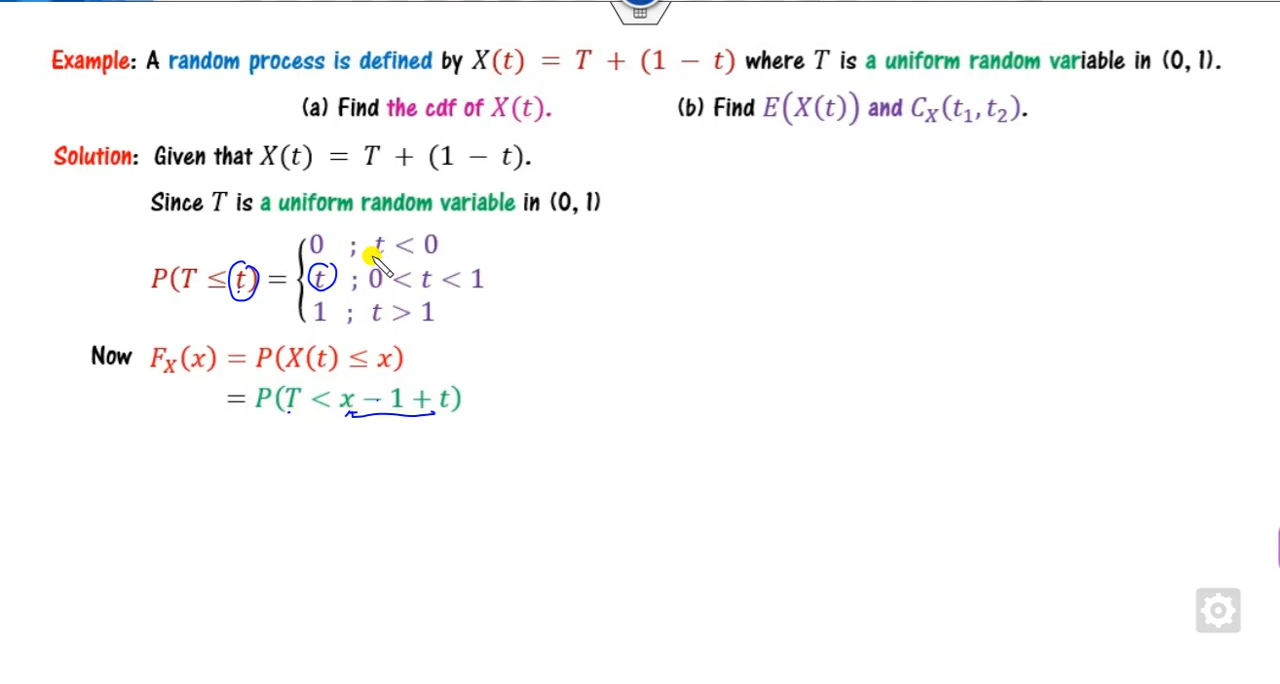 Example: A random process is defined by X(t) = T + (1 − t) where T is a uniform random variable in (0, 1).
(a) Find the cdf of X(t). (b) Find E(X(t)) and C_X(t₁, t₂).
Solution: Given that X(t) = T + (1 − t).
Since T is a uniform random variable in (0, 1)
P(T ≤ t) = { 0 ; t < 0
t ; 0 < t < 1
1 ; t > 1
Now F_X(x) = P(X(t) ≤ x)
= P(T < x − 1 + t)